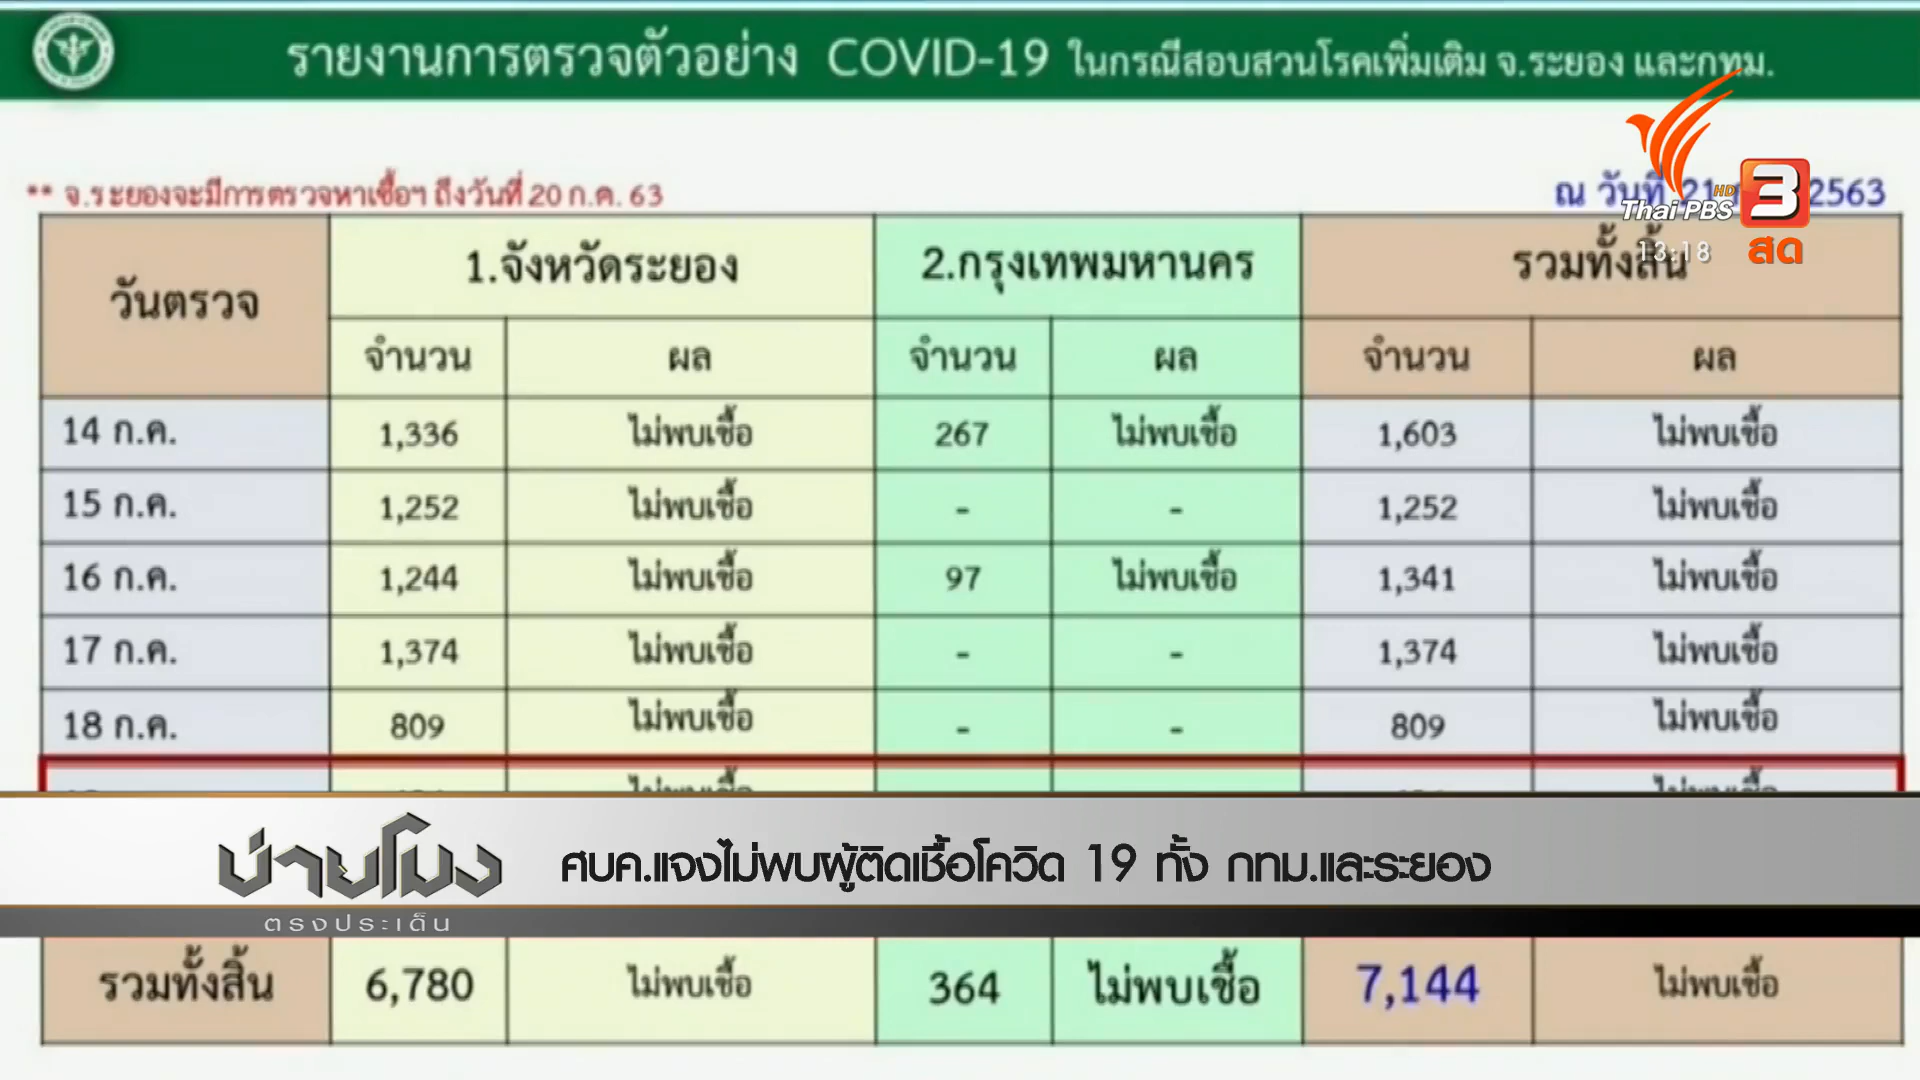 รายงานการตรวจตัวอย่าง COVID-19 ในกรณีสอบสวนโรคเพิ่มเติม จ.ระยอง และกทม.
** จ.ระยองจะมีการตรวจหาเชื้อฯ ถึงวันที่ 20 ก.ค. 63
ณ วันที่ 21 2563
Thai PBS HD 3
13:18 สด
วันตรวจ 1.จังหวัดระยอง 2.กรุงเทพมหานคร รวมทั้งสิ้น
จำนวน ผล จำนวน ผล จำนวน ผล
14 ก.ค. 1,336 ไม่พบเชื้อ 267 ไม่พบเชื้อ 1,603 ไม่พบเชื้อ
15 ก.ค. 1,252 ไม่พบเชื้อ - - 1,252 ไม่พบเชื้อ
16 ก.ค. 1,244 ไม่พบเชื้อ 97 ไม่พบเชื้อ 1,341 ไม่พบเชื้อ
17 ก.ค. 1,374 ไม่พบเชื้อ - - 1,374 ไม่พบเชื้อ
18 ก.ค. 809 ไม่พบเชื้อ - - 809 ไม่พบเชื้อ
บ่ายโมง
ตรงประเด็น
ศบค.แจงไม่พบผู้ติดเชื้อโควิด 19 ทั้ง กทม.และระยอง
รวมทั้งสิ้น 6,780 ไม่พบเชื้อ 364 ไม่พบเชื้อ 7,144 ไม่พบเชื้อ